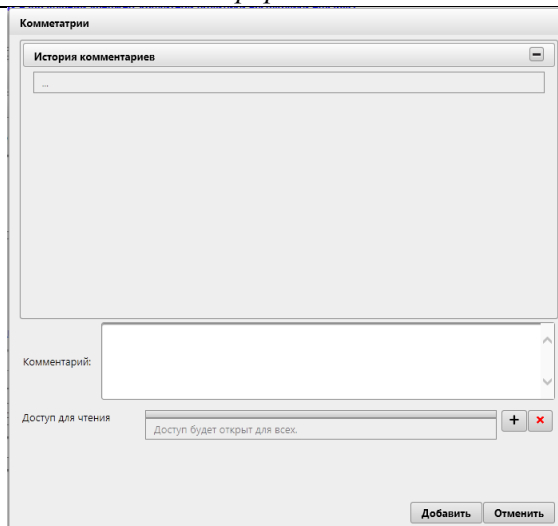 Комметатрии
История комментариев
...
Комментарий:
Доступ для чтения
Доступ будет открыт для всех.
Добавить Отменить